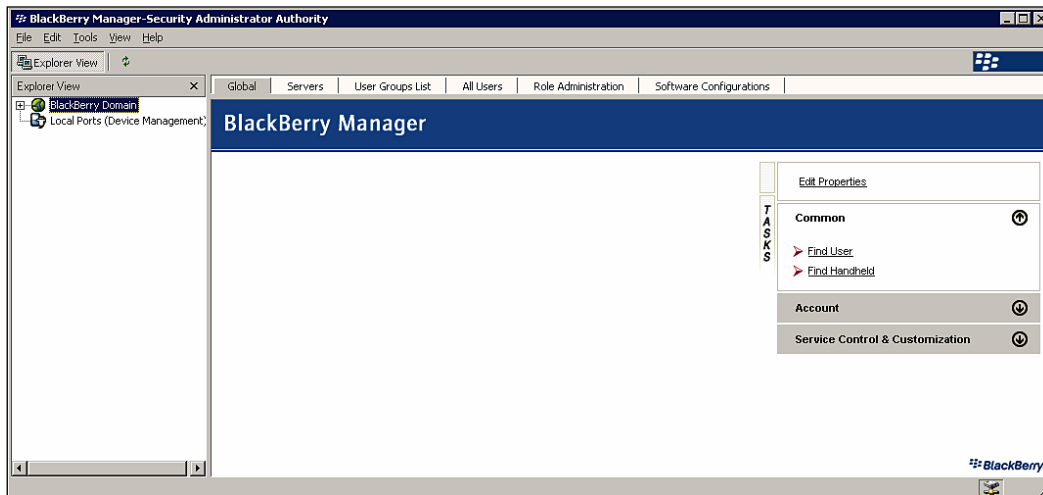 BlackBerry Manager-Security Administrator Authority
File Edit Tools View Help
Explorer View
Explorer View
Global Servers User Groups List All Users Role Administration Software Configurations
BlackBerry Domain
Local Ports (Device Management)
BlackBerry Manager
TASKS
Edit Properties
Common
Find User
Find Handheld
Account
Service Control & Customization
BlackBerry